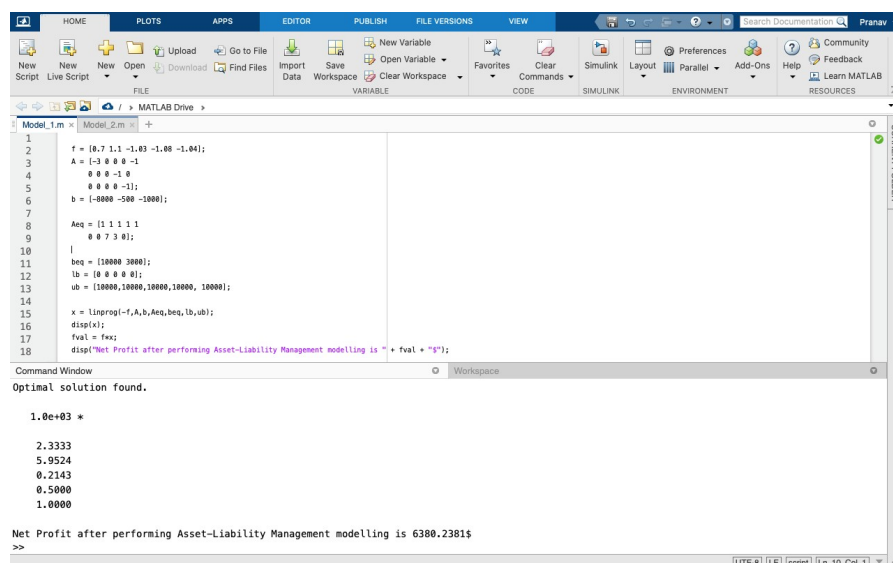 HOME PLOTS APPS EDITOR PUBLISH FILE VERSIONS VIEW Search Documentation Pranav
New Script
New Live Script
New
Open
Upload
Download
Go to File
Find Files
Import Data
Save Workspace
New Variable
Open Variable
Clear Workspace
Favorites
Clear Commands
Simulink
Layout
Preferences
Parallel
Add-Ons
Help
Community
Feedback
Learn MATLAB
FILE VARIABLE CODE SIMULINK ENVIRONMENT RESOURCES
/ > MATLAB Drive >
Model_1.m × Model_2.m × +
1
2 f = [0.7 1.1 -1.03 -1.08 -1.04];
3 A = [-3 0 0 0 -1
4 0 0 0 -1 0
5 0 0 0 0 -1];
6 b = [-8000 -500 -1000];
7
8 Aeq = [1 1 1 1 1
9 0 0 7 3 0];
10
11 beq = [10000 3000];
12 lb = [0 0 0 0 0];
13 ub = [10000,10000,10000,10000, 10000];
14
15 x = linprog(-f,A,b,Aeq,beq,lb,ub);
16 disp(x);
17 fval = f*x;
18 disp("Net Profit after performing Asset-Liability Management modelling is " + fval + "$");
Command Window Workspace
Optimal solution found.
1.0e+03 *
2.3333
5.9524
0.2143
0.5000
1.0000
Net Profit after performing Asset-Liability Management modelling is 6380.2381$
>>
UTF-8 LF script Ln 10 Col 1